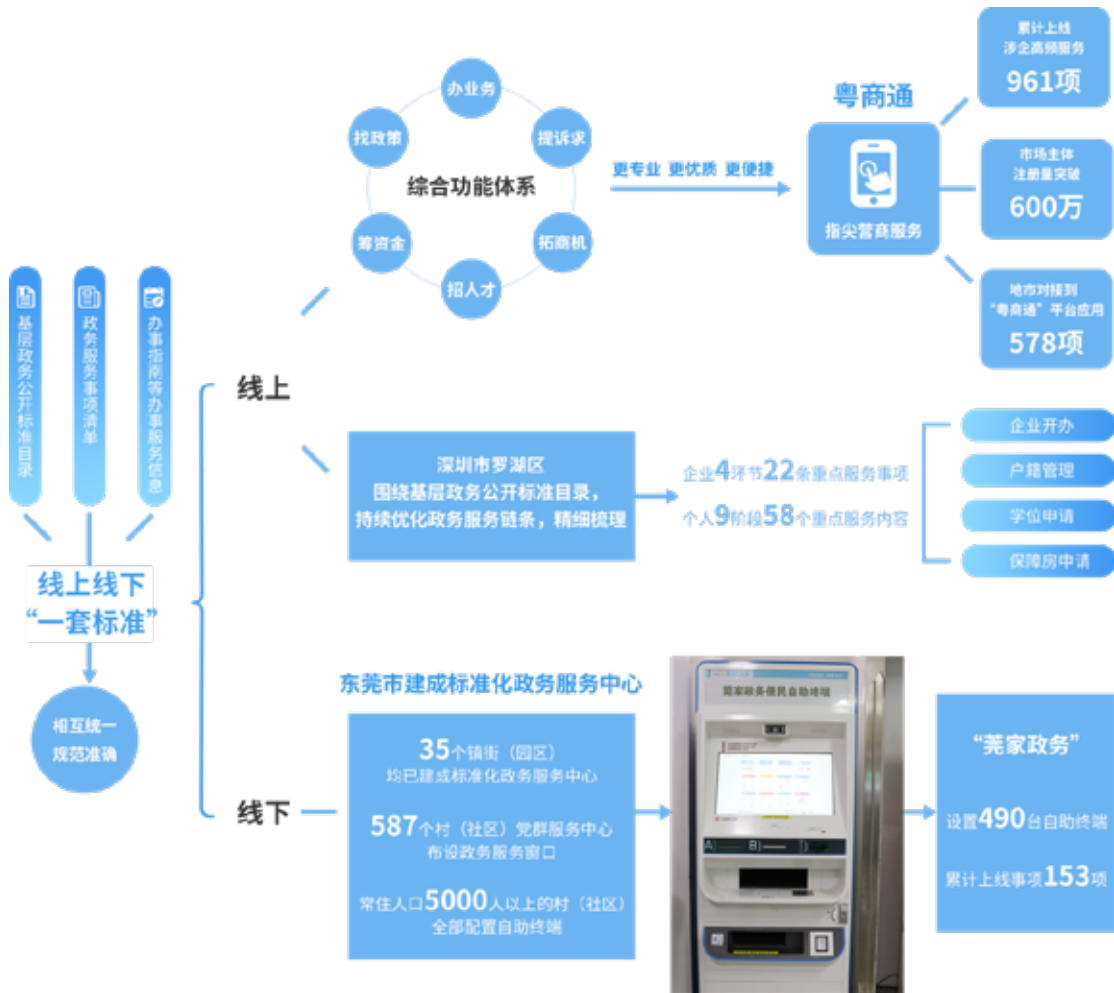 基层政务公开标准目录
政务服务事项清单
办事指南等办事服务信息
线上线下
“一套标准”
相互统一
规范准确
线上
办业务
找政策
提诉求
综合功能体系
筹资金
拓商机
招人才
更专业 更优质 更便捷
粤商通
指尖营商服务
累计上线
涉企高频服务
961项
市场主体
注册量突破
600万
地市对接到
“粤商通”平台应用
578项
深圳市罗湖区
围绕基层政务公开标准目录，
持续优化政务服务链条，精细梳理
企业4环节22条重点服务事项
个人9阶段58个重点服务内容
企业开办
户籍管理
学位申请
保障房申请
线下
东莞市建成标准化政务服务中心
35个镇街（园区）
均已建成标准化政务服务中心
587个村（社区）党群服务中心
布设政务服务窗口
常住人口5000人以上的村（社区）
全部配置自助终端
莞家政务便民自助终端
A)
B)
“莞家政务”
设置490台自助终端
累计上线事项153项